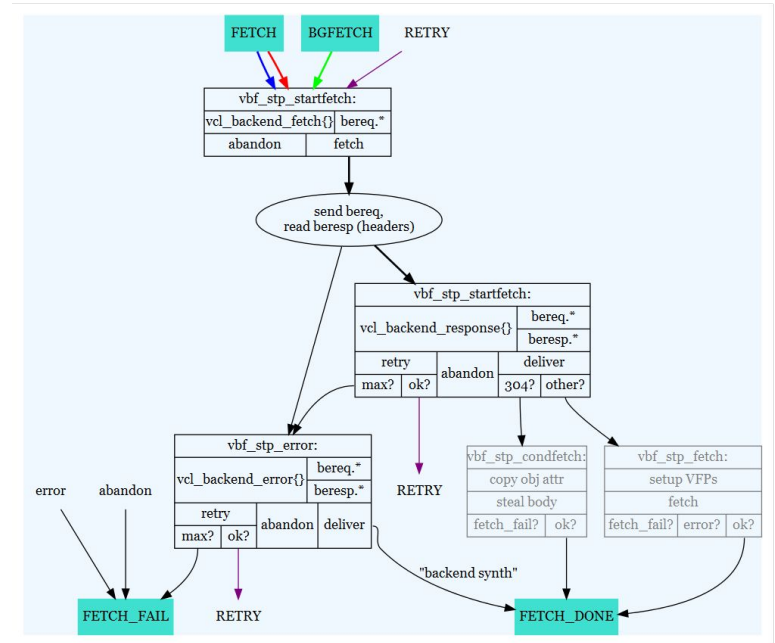 FETCH
BGFETCH
RETRY
vbf_stp_startfetch:
vcl_backend_fetch{}
bereq.*
abandon
fetch
send bereq,
read beresp (headers)
vbf_stp_startfetch:
vcl_backend_response{}
bereq.*
beresp.*
retry
abandon
deliver
max?
ok?
304?
other?
vbf_stp_error:
vcl_backend_error{}
bereq.*
beresp.*
retry
abandon
deliver
max?
ok?
RETRY
vbf_stp_condfetch:
copy obj attr
steal body
fetch_fail?
ok?
vbf_stp_fetch:
setup VFPs
fetch
fetch_fail?
error?
ok?
error
abandon
"backend synth"
FETCH_FAIL
RETRY
FETCH_DONE